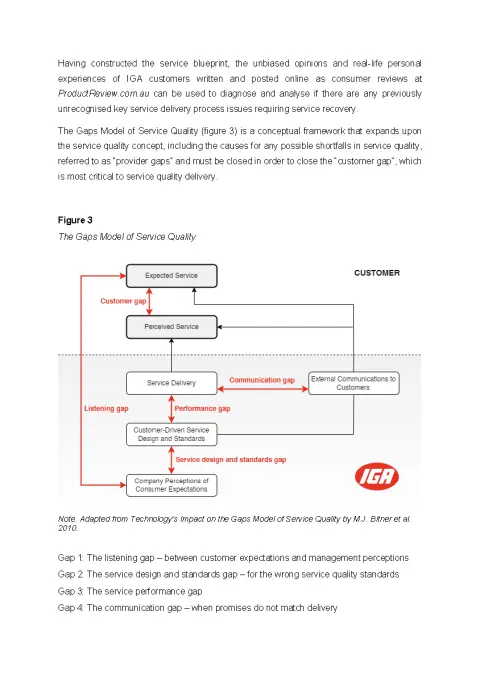 Having constructed the service blueprint, the unbiased opinions and real-life personal
experiences of IGA customers written and posted online as consumer reviews at
ProductReview.com.au can be used to diagnose and analyse if there are any previously
unrecognised key service delivery process issues requiring service recovery.
The Gaps Model of Service Quality (figure 3) is a conceptual framework that expands upon
the service quality concept, including the causes for any possible shortfalls in service quality,
referred to as “provider gaps” and must be closed in order to close the “customer gap”, which
is most critical to service quality delivery.
Figure 3
The Gaps Model of Service Quality
CUSTOMER
Expected Service
Customer gap
Perceived Service
Service Delivery
Communication gap
External Communications to
Customers
Listening gap
Performance gap
Customer-Driven Service
Design and Standards
Service design and standards gap
Company Perceptions of
Consumer Expectations
IGA
Note. Adapted from Technology's Impact on the Gaps Model of Service Quality by M.J. Bitner et al.
2010.
Gap 1: The listening gap – between customer expectations and management perceptions
Gap 2: The service design and standards gap – for the wrong service quality standards
Gap 3: The service performance gap
Gap 4: The communication gap – when promises do not match delivery